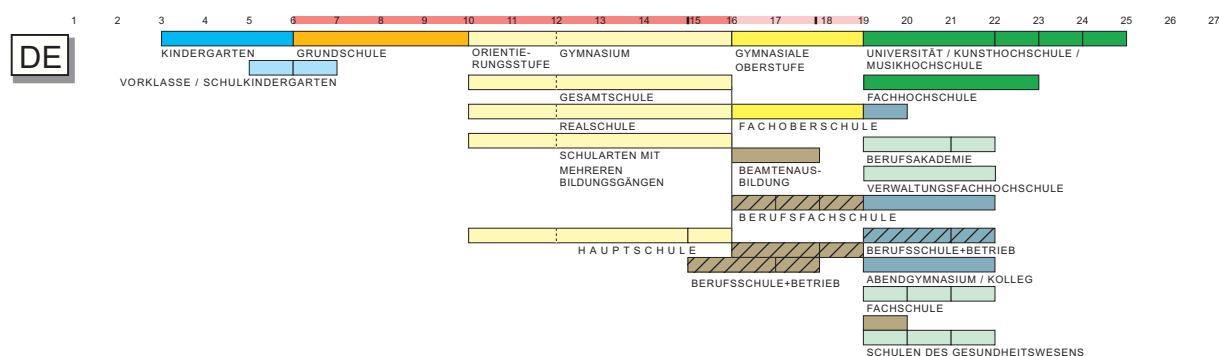 1 2 3 4 5 6 7 8 9 10 11 12 13 14 15 16 17 18 19 20 21 22 23 24 25 26 27
DE
KINDERGARTEN
GRUNDSCHULE
ORIENTIE-
RUNGSSTUFE
GYMNASIUM
GYMNASIALE
OBERSTUFE
UNIVERSITÄT / KUNSTHOCHSCHULE /
MUSIKHOCHSCHULE
VORKLASSE / SCHULKINDERGARTEN
GESAMTSCHULE
FACHHOCHSCHULE
REALSCHULE
FACHOBERSCHULE
SCHULARTEN MIT
MEHREREN
BILDUNGSGÄNGEN
BEAMTENAUS-
BILDUNG
BERUFSAKADEMIE
VERWALTUNGSFACHHOCHSCHULE
BERUFSFACHSCHULE
HAUPTSCHULE
BERUFSSCHULE+BETRIEB
BERUFSSCHULE+BETRIEB
ABENDGYMNASIUM / KOLLEG
FACHSCHULE
SCHULEN DES GESUNDHEITSWESENS